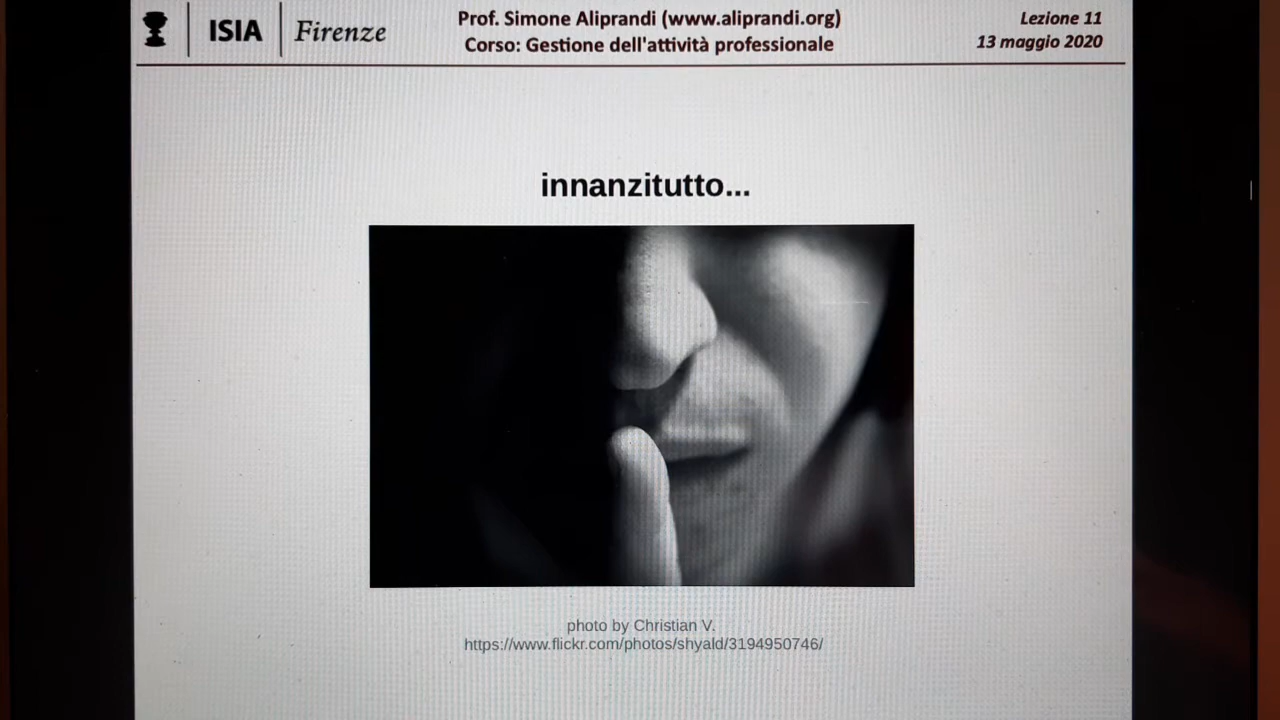 ISIA Firenze
Prof. Simone Aliprandi (www.aliprandi.org)
Corso: Gestione dell'attività professionale
Lezione 11
13 maggio 2020
innanzitutto...
photo by Christian V.
https://www.flickr.com/photos/shyald/3194950746/